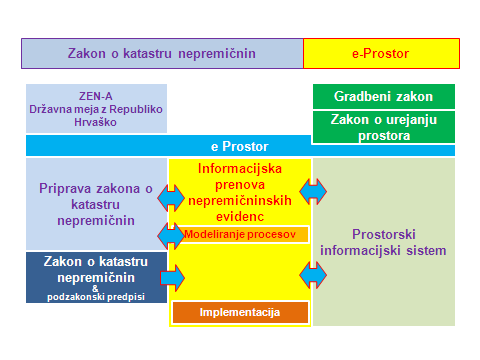 Zakon o katastru nepremičnin
e-Prostor
ZEN-A
Državna meja z Republiko
Hrvaško
Gradbeni zakon
Zakon o urejanju
prostora
e Prostor
Priprava zakona o
katastru
nepremičnin
Informacijska
prenova
nepremičninskih
evidenc
Modeliranje procesov
Prostorski
informacijski sistem
Zakon o katastru
nepremičnin
&
podzakonski predpisi
Implementacija